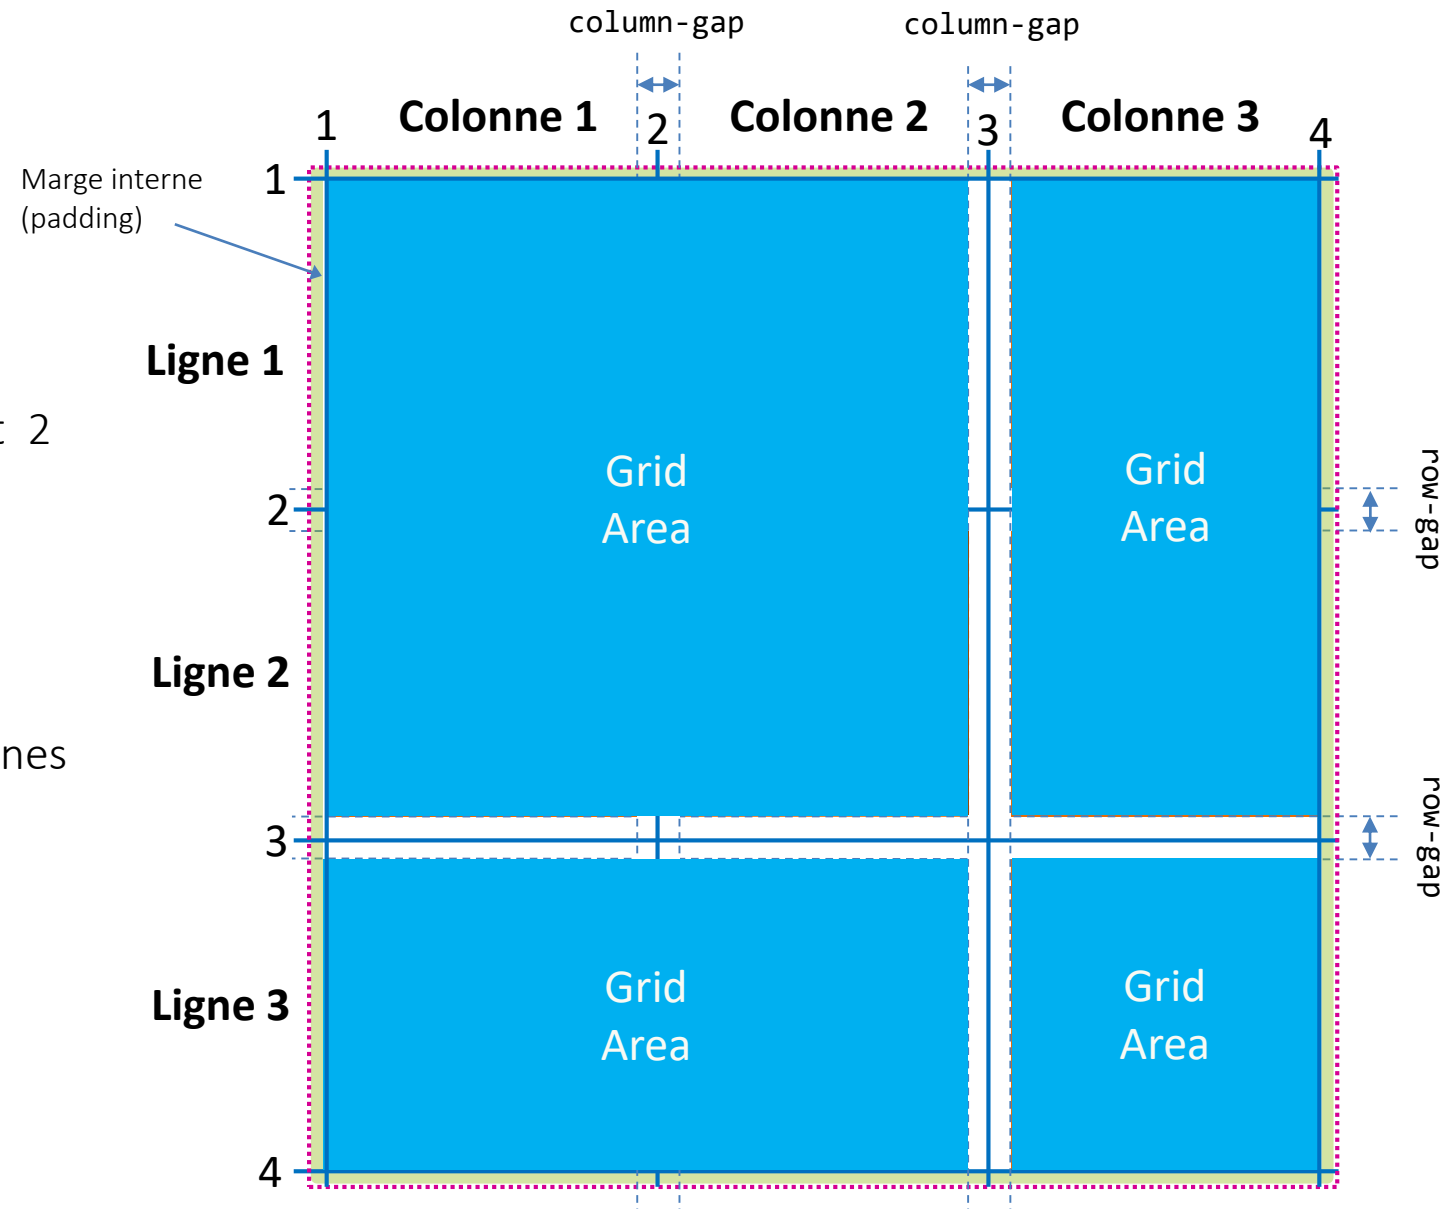 column-gap
column-gap
1
Colonne 1
2
Colonne 2
3
Colonne 3
4
1
Marge interne
(padding)
Ligne 1
2
2
Ligne 2
nes
3
Ligne 3
4
Grid
Area
Grid
Area
Grid
Area
Grid
Area
row-gap
row-gap